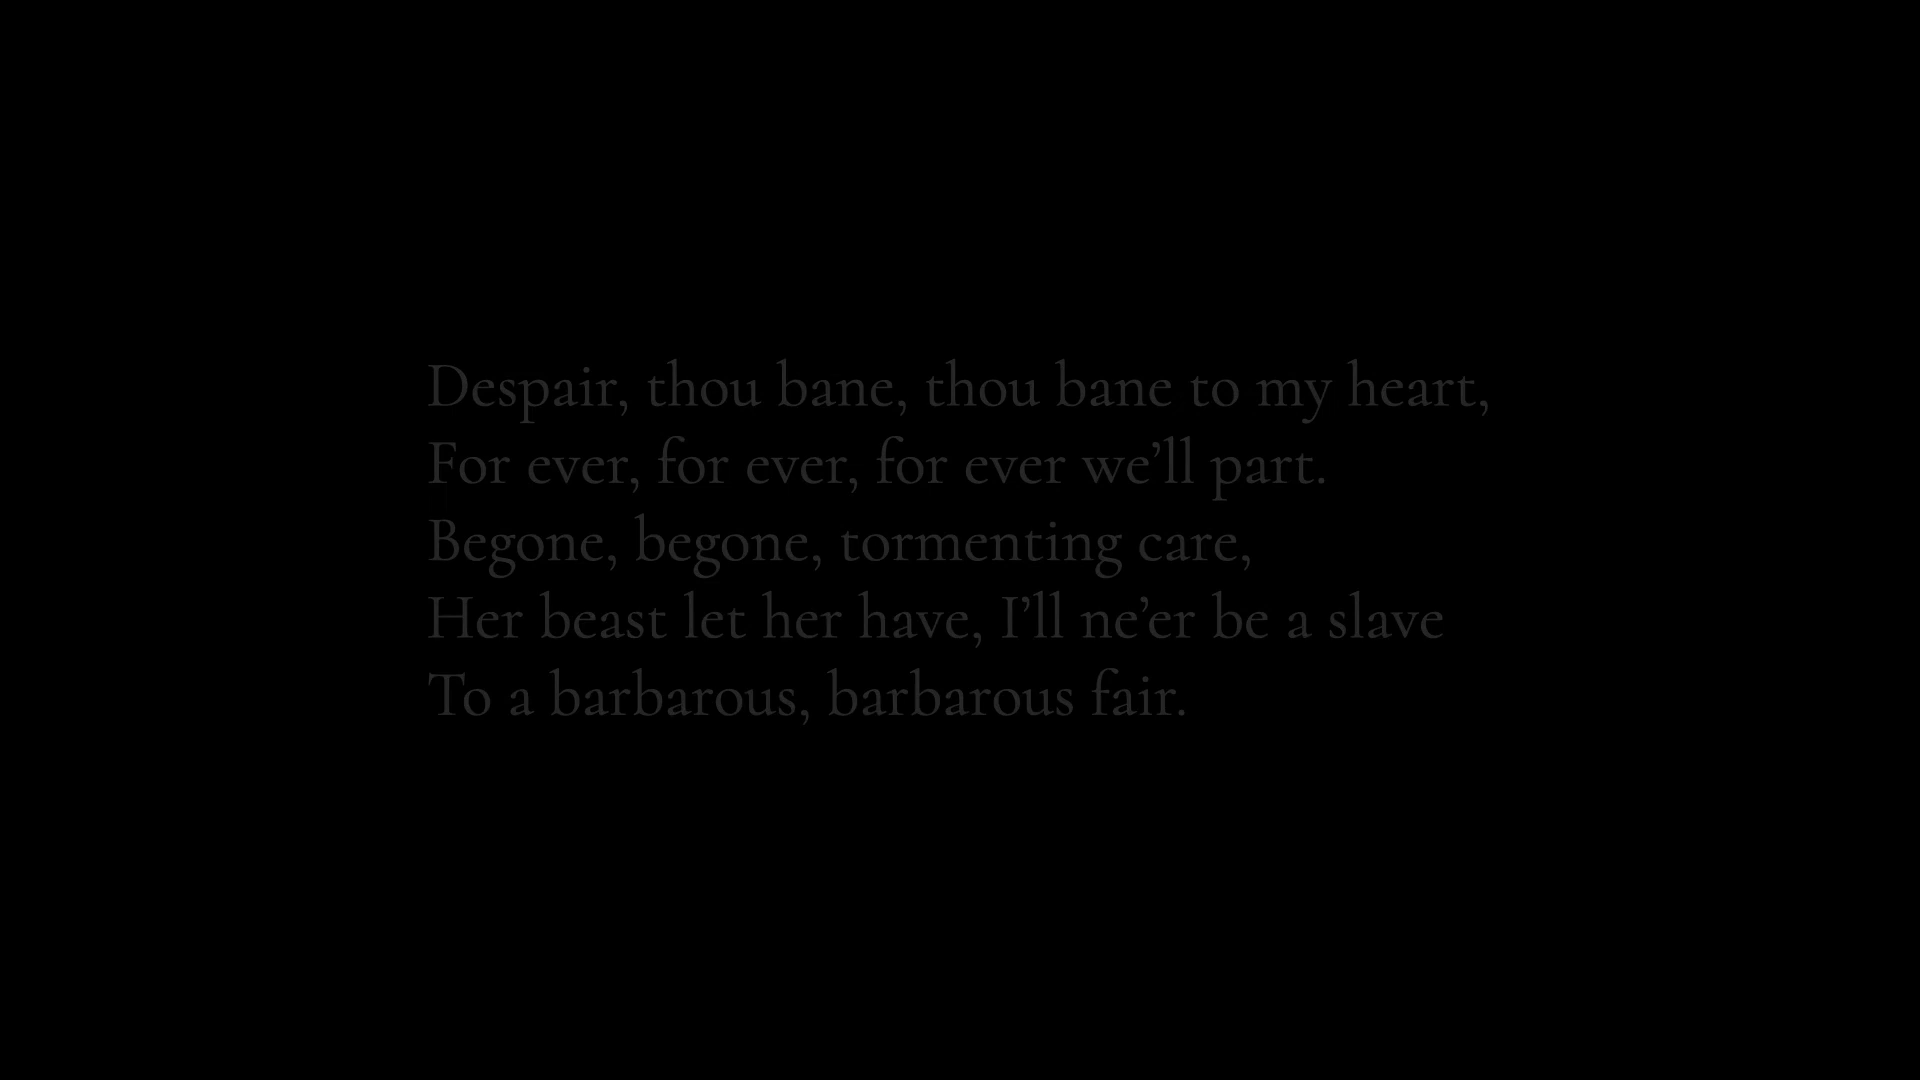 Despair, thou bane, thou bane to my heart,
For ever, for ever, for ever we’ll part.
Begone, begone, tormenting care,
Her beast let her have, I’ll ne’er be a slave
To a barbarous, barbarous fair.